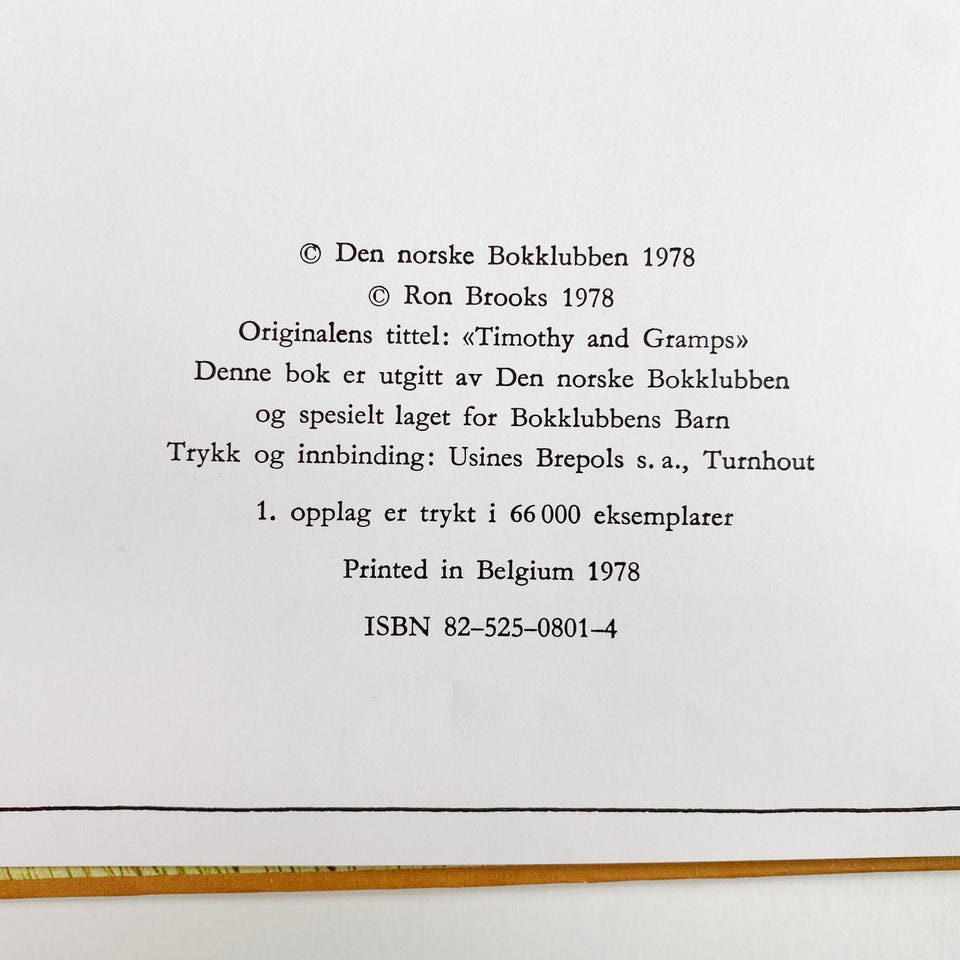 © Den norske Bokklubben 1978
© Ron Brooks 1978
Originalens tittel: «Timothy and Gramps»
Denne bok er utgitt av Den norske Bokklubben
og spesielt laget for Bokklubbens Barn
Trykk og innbinding: Usines Brepols s. a., Turnhout
1. opplag er trykt i 66 000 eksemplarer
Printed in Belgium 1978
ISBN 82–525–0801–4